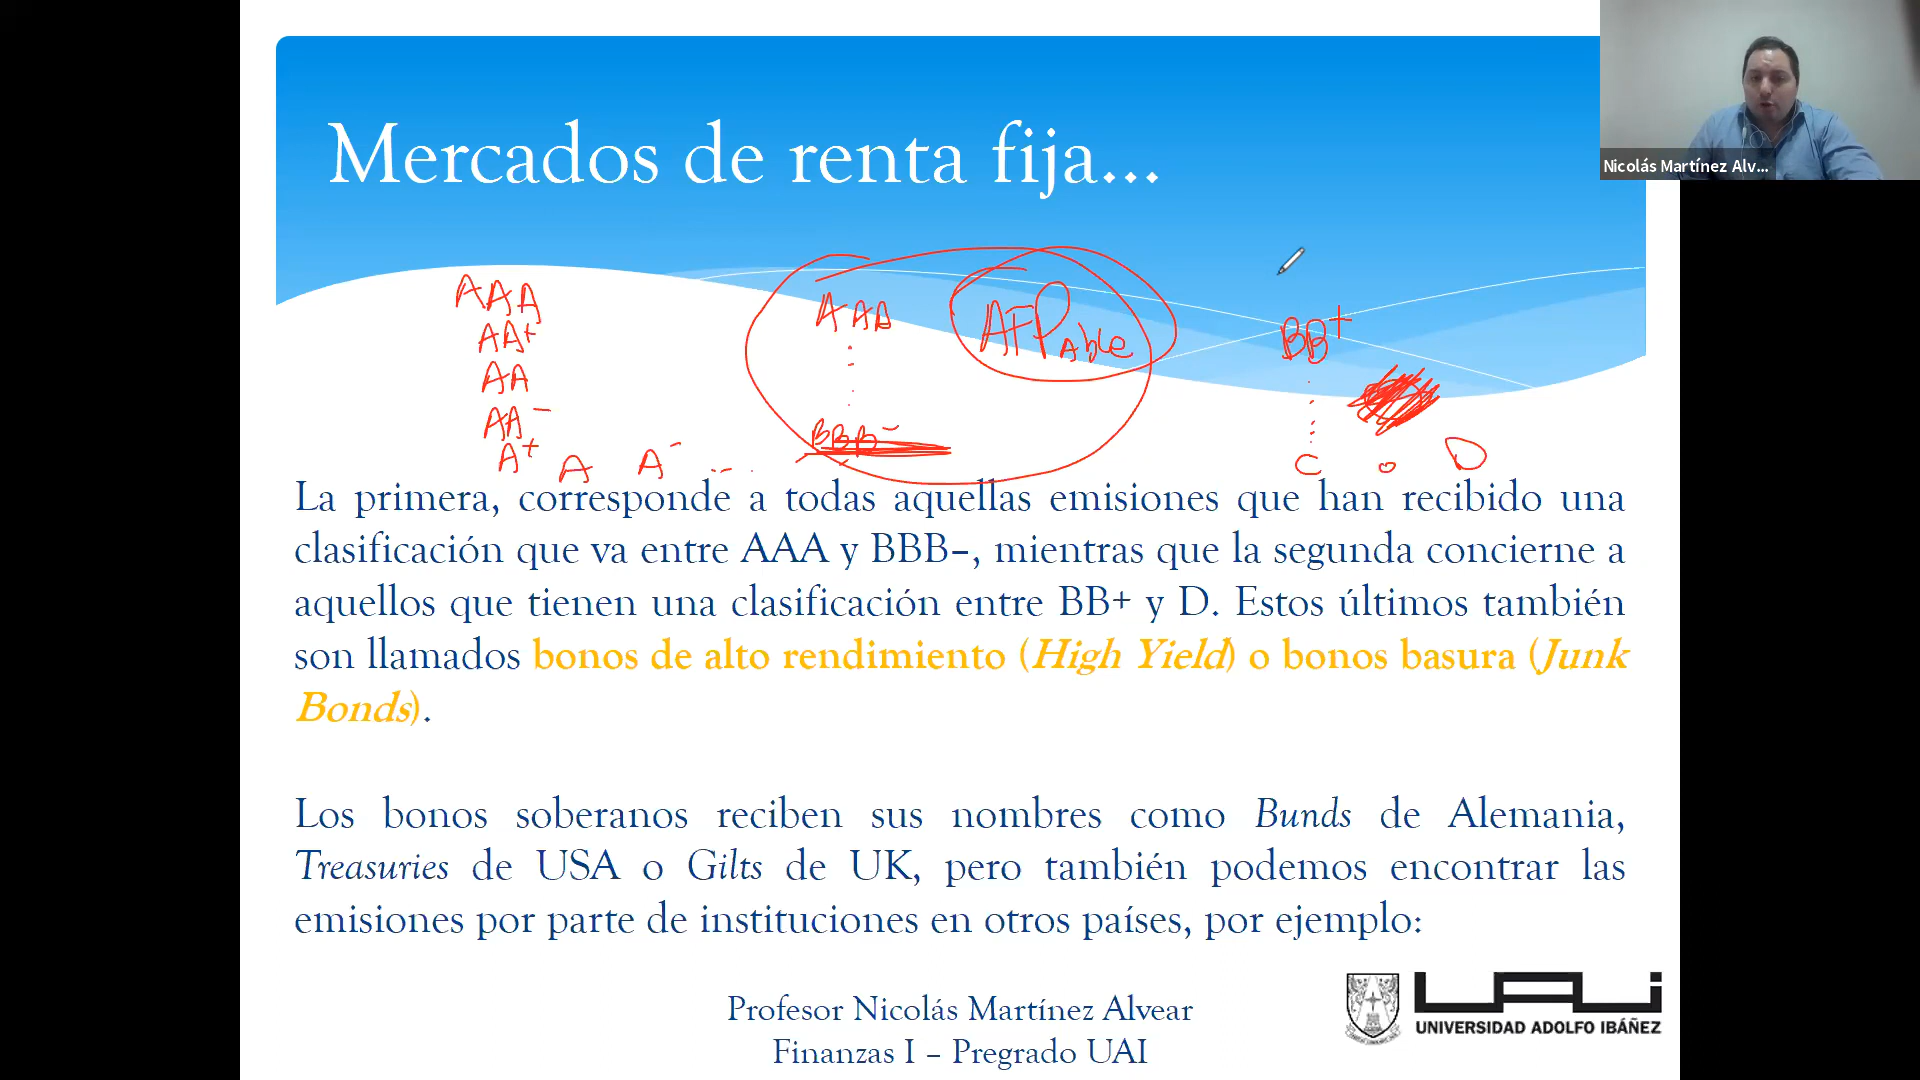 Mercados de renta fija...
Nicolás Martínez Alv...
AAA
AA+
AA
AA-
A+ A A- ...
AAA
BBB-
AFPable
BB+
C o D
La primera, corresponde a todas aquellas emisiones que han recibido una
clasificación que va entre AAA y BBB–, mientras que la segunda concierne a
aquellos que tienen una clasificación entre BB+ y D. Estos últimos también
son llamados bonos de alto rendimiento (High Yield) o bonos basura (Junk
Bonds).
Los bonos soberanos reciben sus nombres como Bunds de Alemania,
Treasuries de USA o Gilts de UK, pero también podemos encontrar las
emisiones por parte de instituciones en otros países, por ejemplo:
Profesor Nicolás Martínez Alvear
Finanzas I – Pregrado UAI
UAI
UNIVERSIDAD ADOLFO IBÁÑEZ